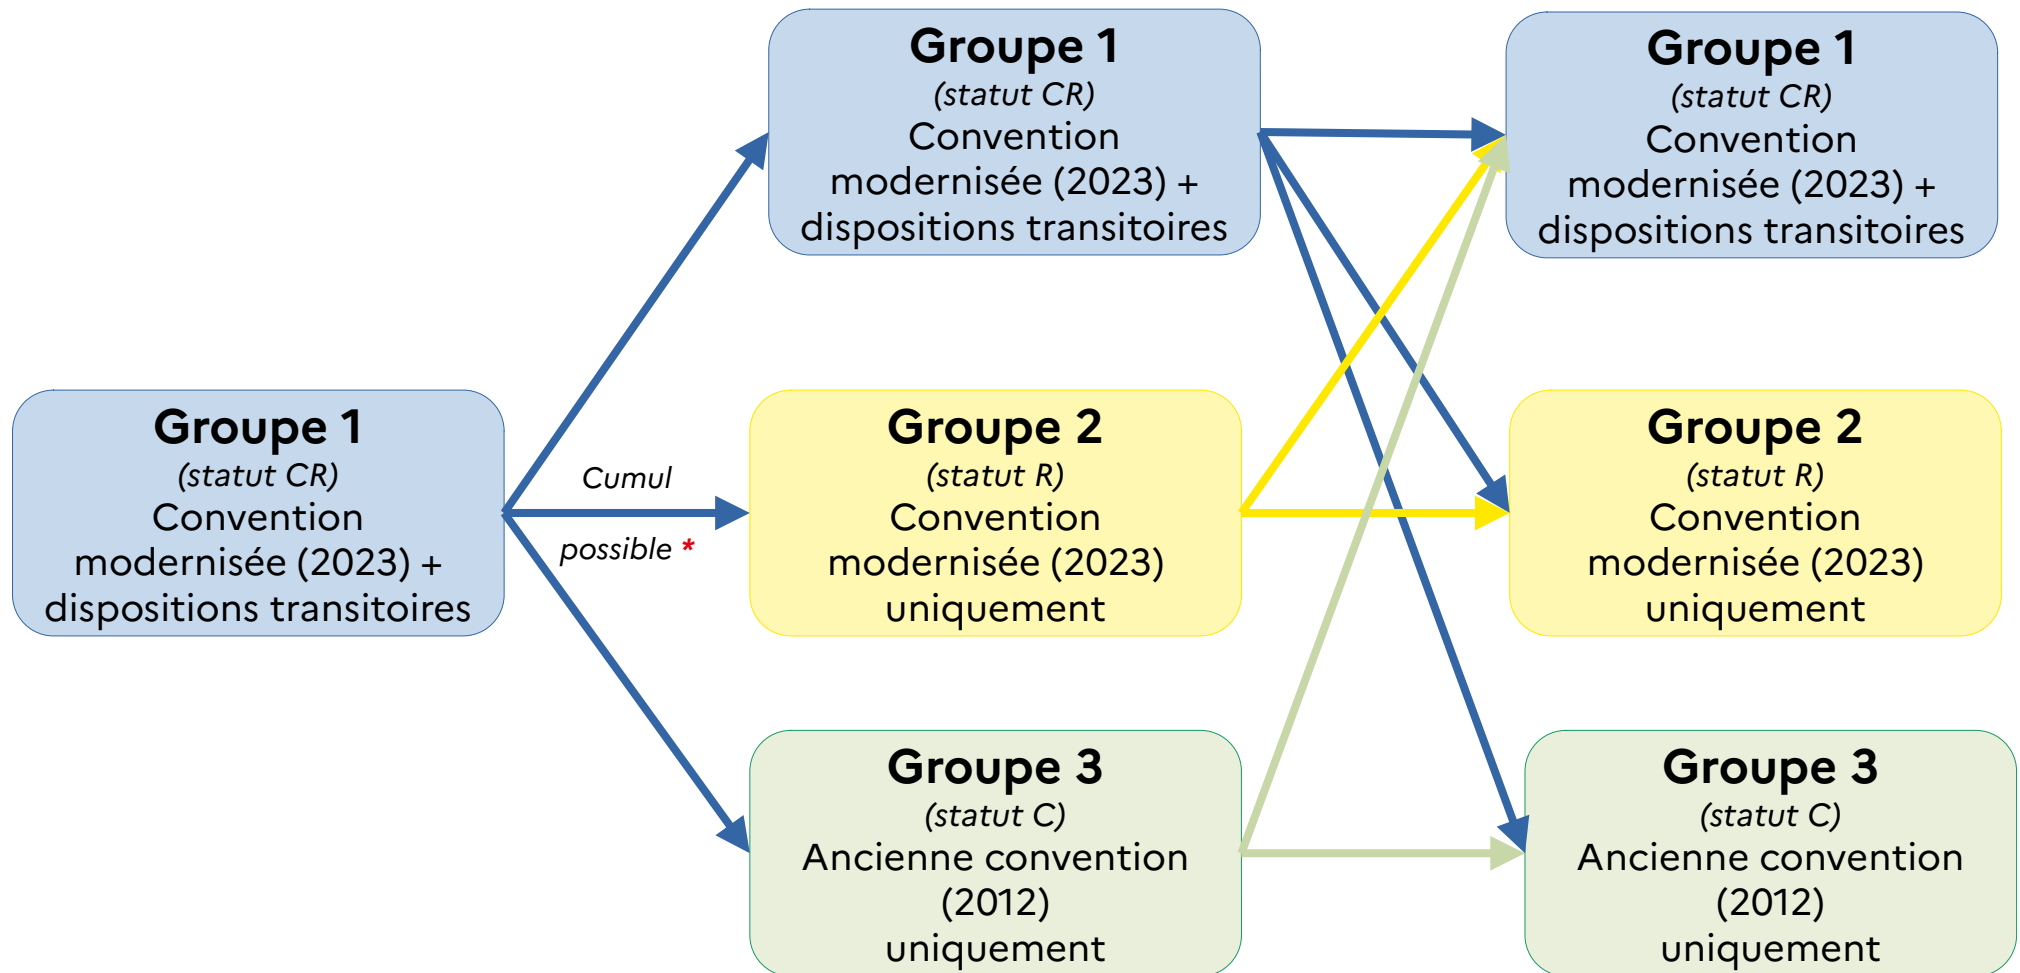 Groupe 1
(statut CR)
Convention
modernisée (2023) +
dispositions transitoires
Cumul
possible *
Groupe 1
(statut CR)
Convention
modernisée (2023) +
dispositions transitoires
Groupe 2
(statut R)
Convention
modernisée (2023)
uniquement
Groupe 3
(statut C)
Ancienne convention
(2012)
uniquement
Groupe 1
(statut CR)
Convention
modernisée (2023) +
dispositions transitoires
Groupe 2
(statut R)
Convention
modernisée (2023)
uniquement
Groupe 3
(statut C)
Ancienne convention
(2012)
uniquement